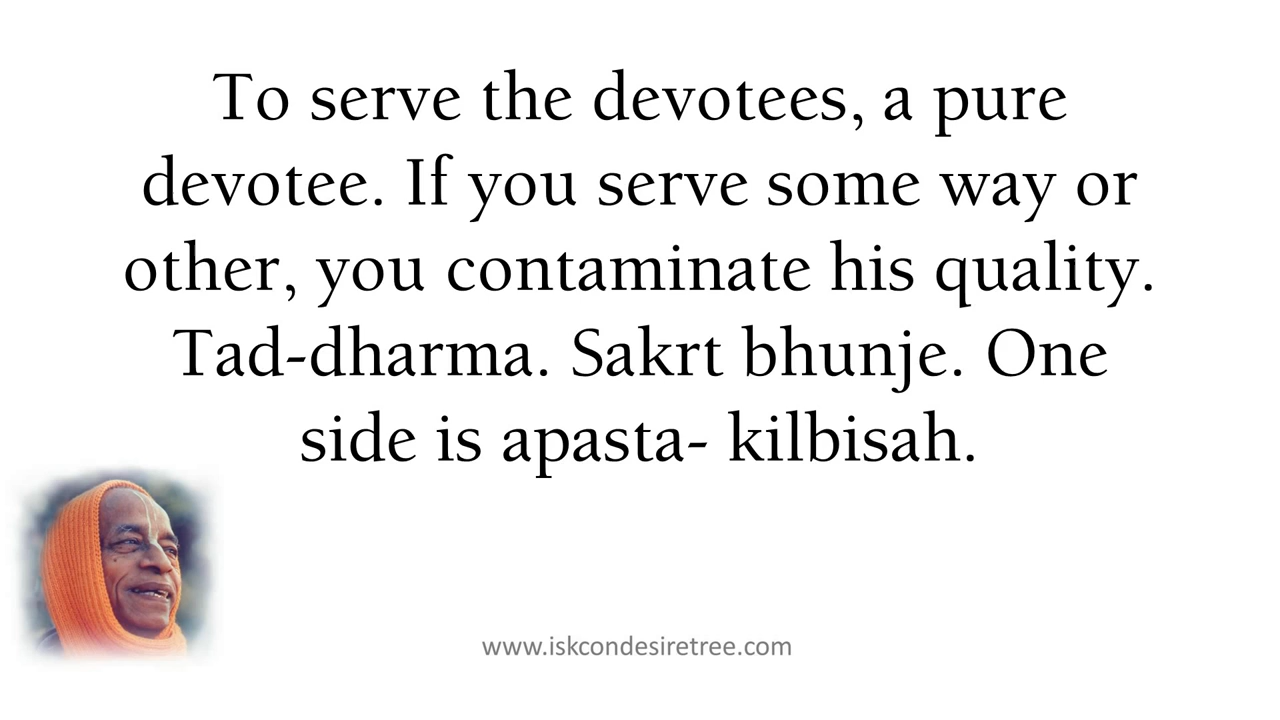 To serve the devotees, a pure
devotee. If you serve some way or
other, you contaminate his quality.
Tad-dharma. Sakrt bhunje. One
side is apasta- kilbisah.
www.iskcondesiretree.com